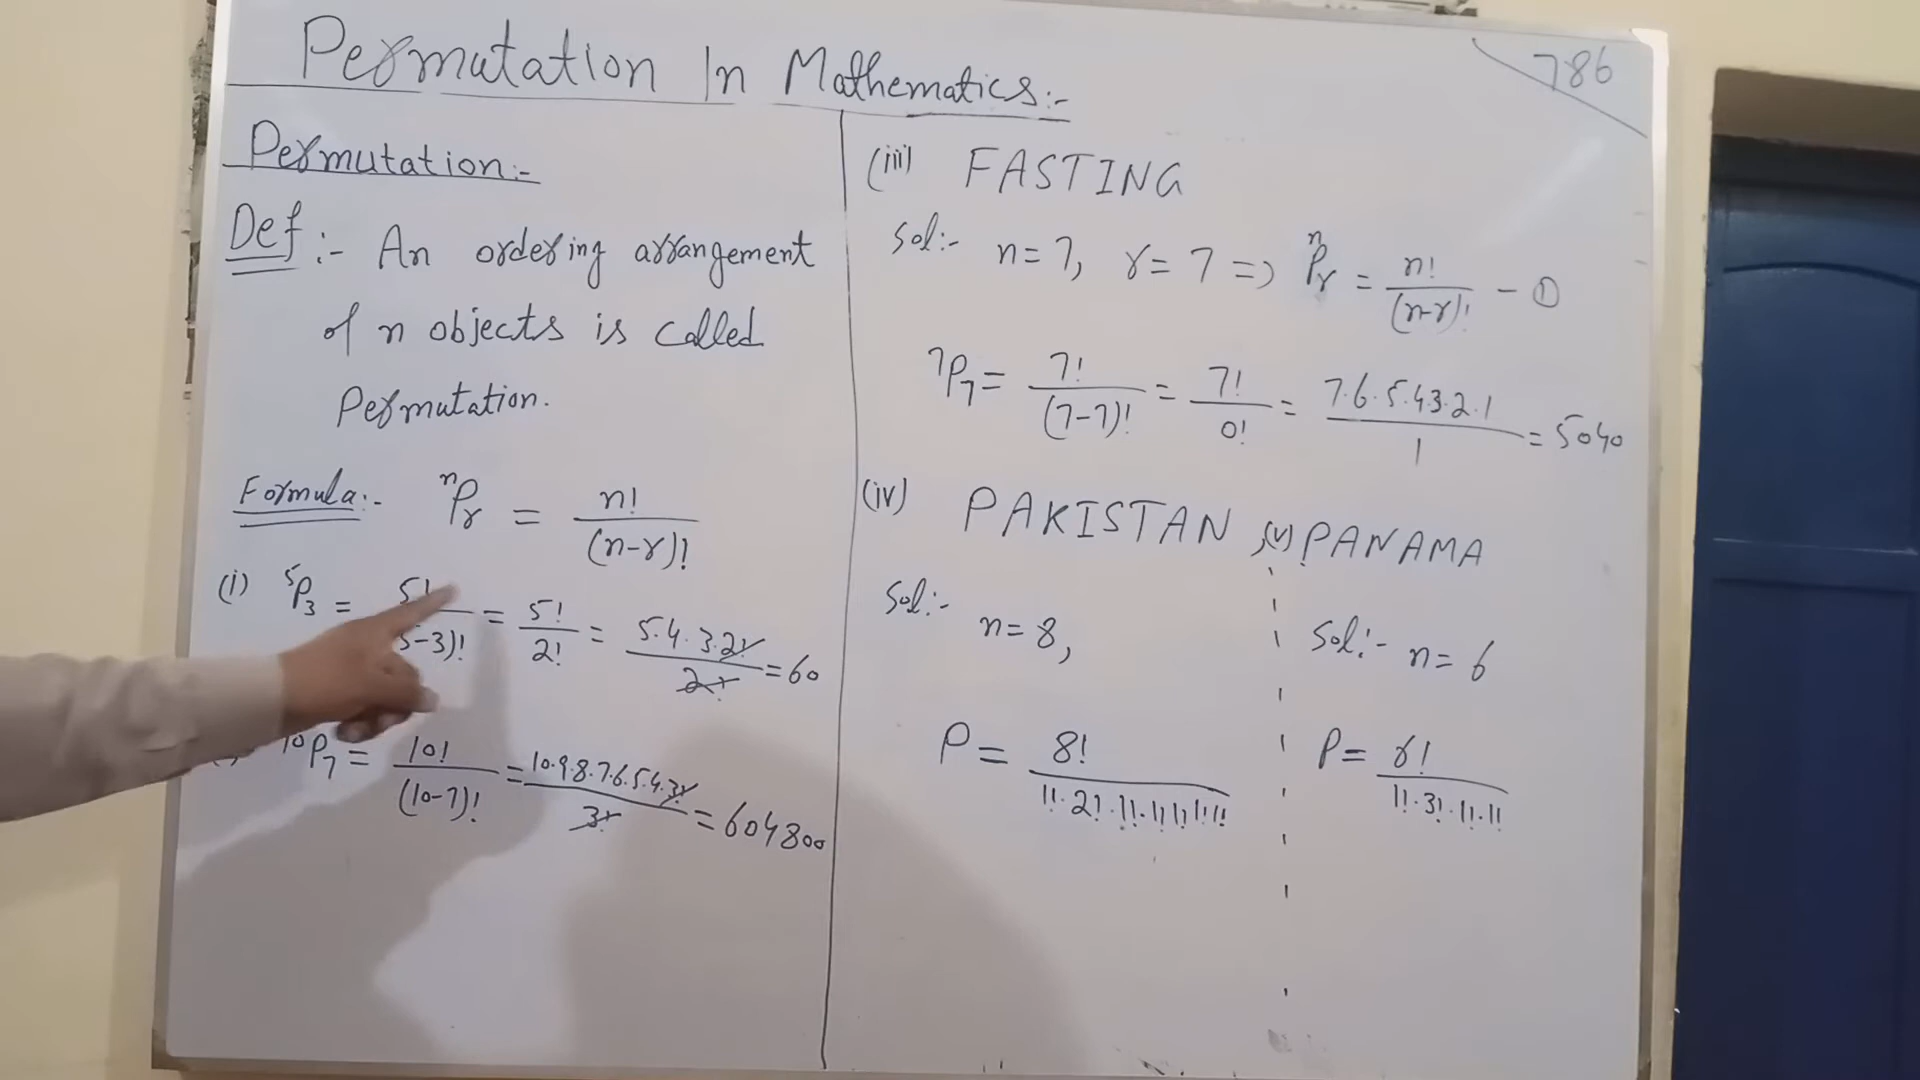 Permutation In Mathematics:-
786
Permutation:-
Def :- An ordering arrangement
of n objects is called
Permutation.
Formula:- ⁿPᵣ = n! / (n-r)!
(i) ⁵P₃ = 5! / 5-3)! = 5! / 2! = 5.4.3.2! / 2! = 60
¹⁰P₇ = 10! / (10-7)! = 10.9.8.7.6.5.4.3! / 3! = 604800
(iii) FASTING
Sol:- n=7, r=7 => ⁿPᵣ = n! / (n-r)! - ①
⁷P₇ = 7! / (7-7)! = 7! / 0! = 7.6.5.4.3.2.1 / 1 = 5040
(iv) PAKISTAN ,(v) PANAMA
Sol:- n=8,
P = 8! / 1!.2!.1!.1!1!1!1!
Sol:- n=6
P = 6! / 1!.3!.1!.1!